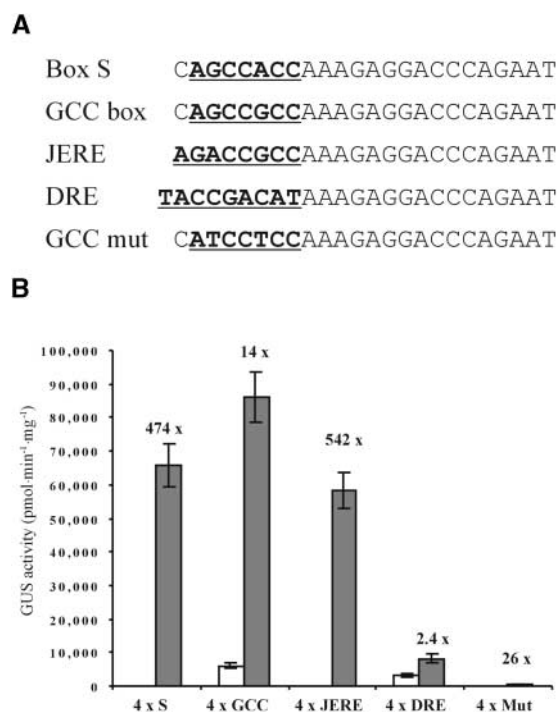 A
Box S CAGCCACCAAAGAGGACCCAGAAT
GCC box CAGCCGCCAAAGAGGACCCAGAAT
JERE AGACCGCCAAAGAGGACCCAGAAT
DRE TACCGACATAAAGAGGACCCAGAAT
GCC mut CATCCTCCAAAGAGGACCCAGAAT
B
GUS activity (pmol·min⁻¹·mg⁻¹)
100,000
90,000
80,000
70,000
60,000
50,000
40,000
30,000
20,000
10,000
0
474 x
14 x
542 x
2.4 x
26 x
4 x S 4 x GCC 4 x JERE 4 x DRE 4 x Mut